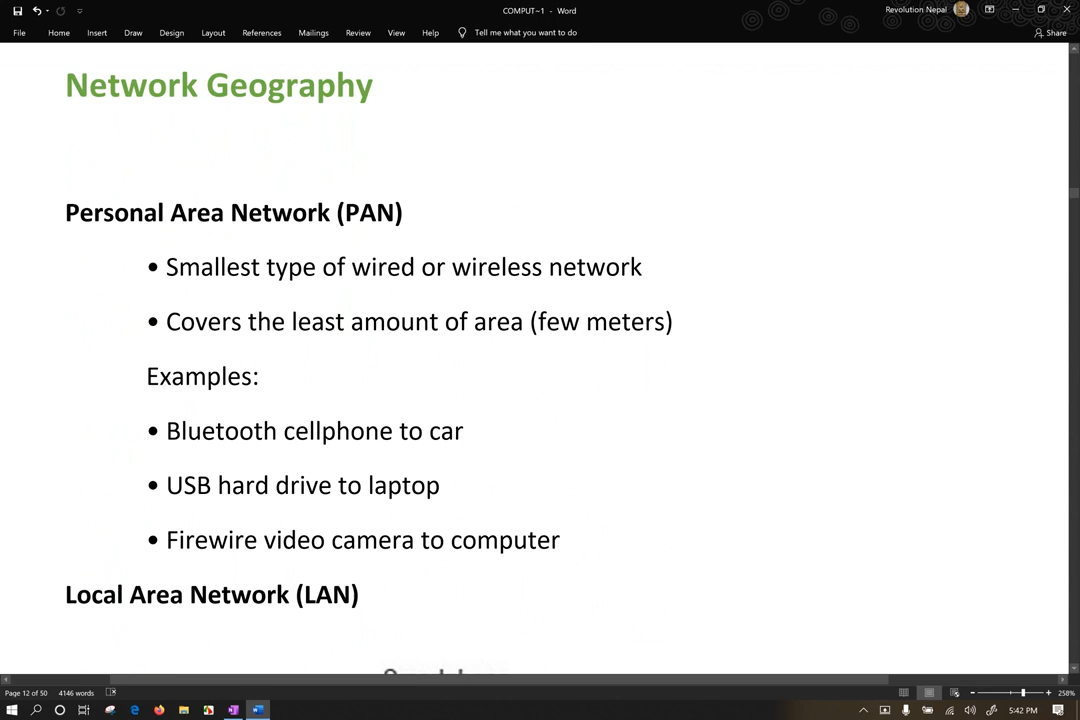 COMPUT~1 - Word
Revolution Nepal
File Home Insert Draw Design Layout References Mailings Review View Help Tell me what you want to do Share
Network Geography
Personal Area Network (PAN)
• Smallest type of wired or wireless network
• Covers the least amount of area (few meters)
Examples:
• Bluetooth cellphone to car
• USB hard drive to laptop
• Firewire video camera to computer
Local Area Network (LAN)
Page 12 of 50 4146 words 258%
5:42 PM